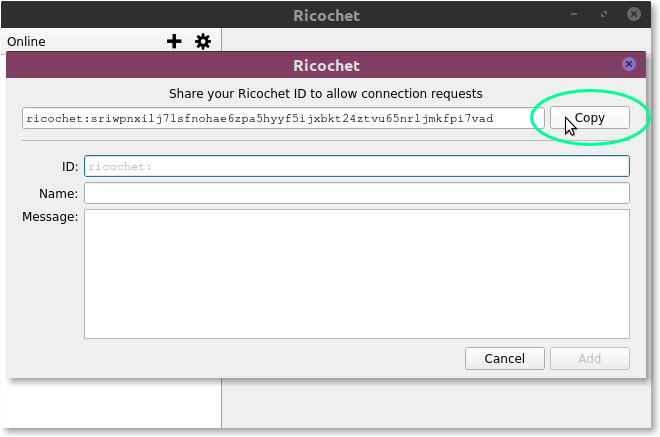 Ricochet
Online
Ricochet
Share your Ricochet ID to allow connection requests
ricochet:sriwpnxilj7lsfnohae6zpa5hyyf5ijxbkt24ztvu65nrljmkfpi7vad
Copy
ID:
ricochet:
Name:
Message:
Cancel
Add